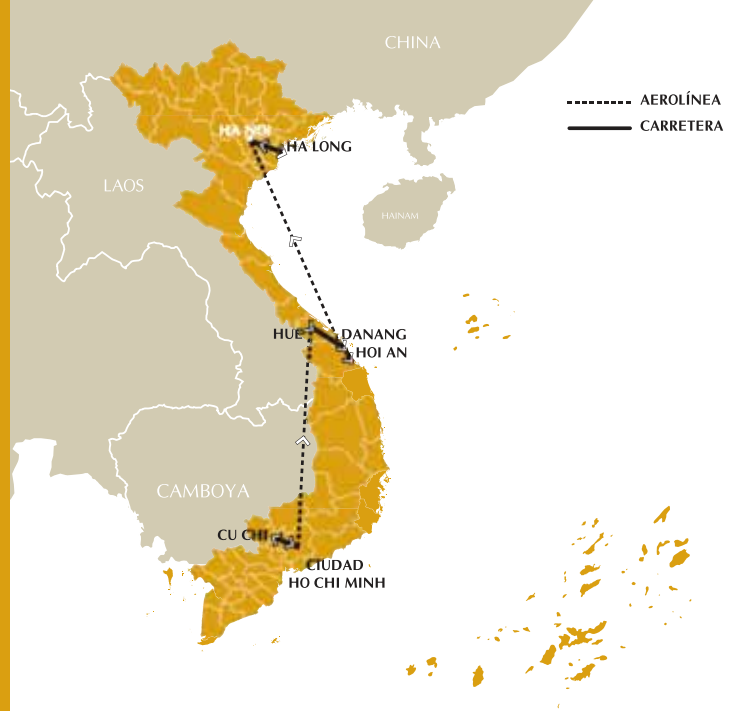 CHINA
AEROLÍNEA
CARRETERA
HA NOI
HA LONG
LAOS
HAINAM
HUE
DANANG
HOI AN
CAMBOYA
CU CHI
CIUDAD
HO CHI MINH